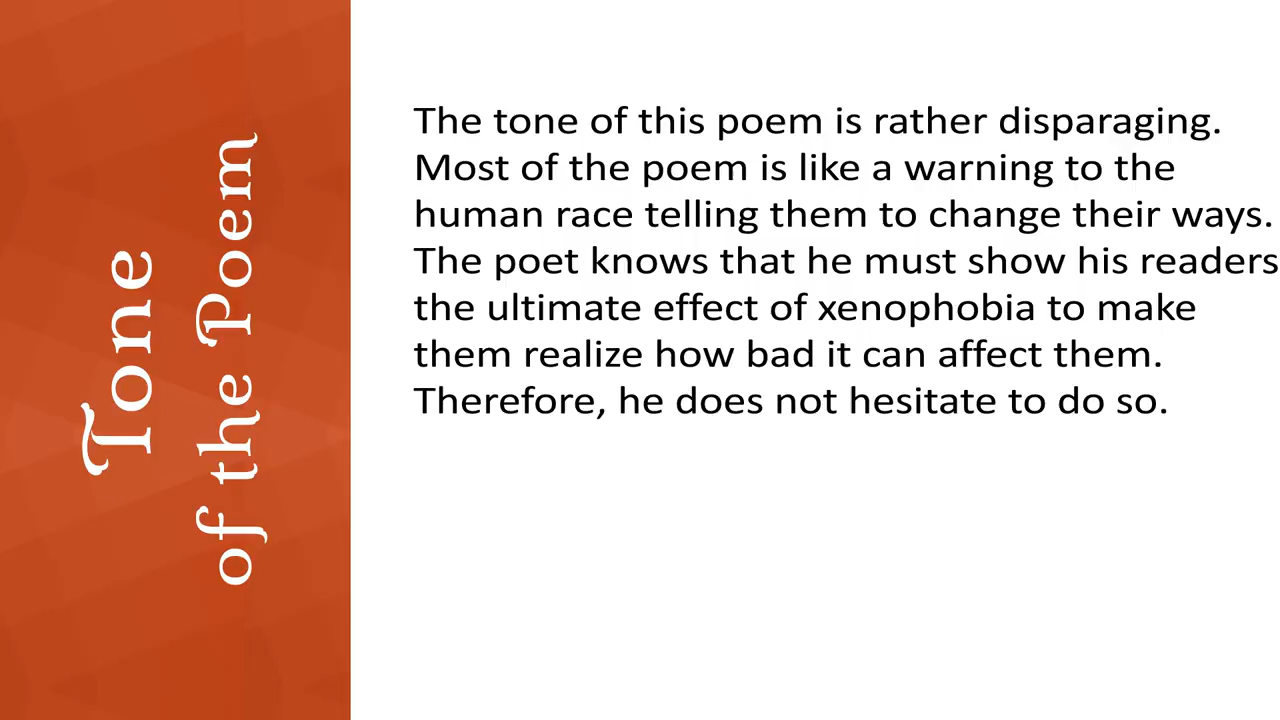 Tone
of the Poem
The tone of this poem is rather disparaging.
Most of the poem is like a warning to the
human race telling them to change their ways.
The poet knows that he must show his readers
the ultimate effect of xenophobia to make
them realize how bad it can affect them.
Therefore, he does not hesitate to do so.